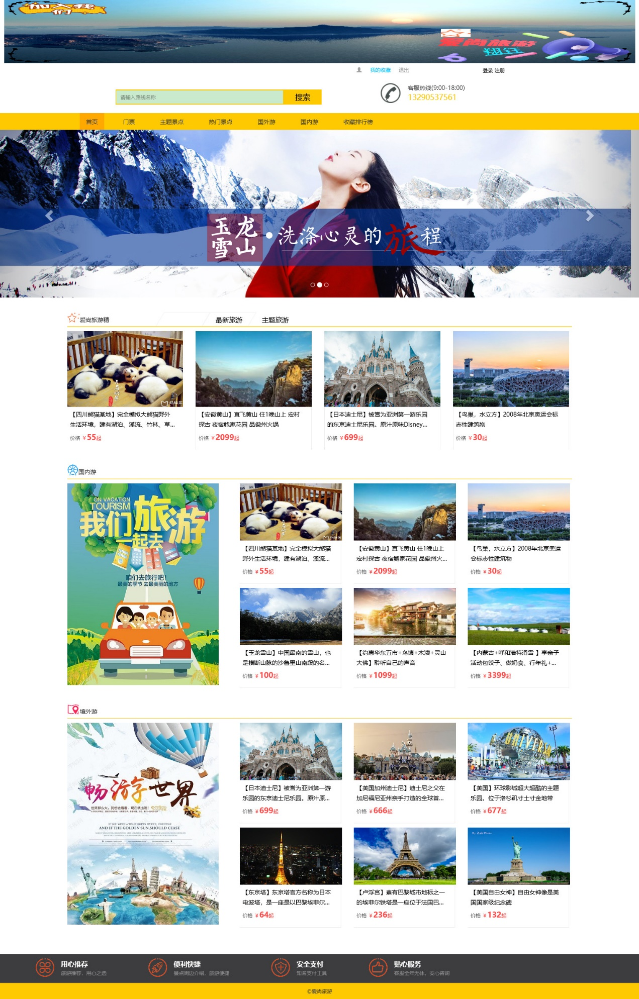 加入我们
爱尚旅游
翔钰
我的收藏 退出 登录 注册
客服热线(9:00-18:00)
13290537561
请输入路线名称 搜索
首页 门票 主题景点 热门景点 国外游 国内游 收藏排行榜
玉龙雪山·洗涤心灵的旅程
爱尚旅游精 最新旅游 主题旅游
【四川熊猫基地】完全模拟大熊猫野外
生活环境，建有湖泊、溪流、竹林、草...
价格 ¥55起
【安徽黄山】直飞黄山 住1晚山上 宏村
探古 夜宿鲍家花园 品徽州火锅
价格 ¥2099起
【日本迪士尼】被誉为亚洲第一游乐园
的东京迪士尼乐园。原汁原味Disney...
价格 ¥699起
【鸟巢，水立方】2008年北京奥运会标
志性建筑物
价格 ¥30起
国内游
ON VACATION
TOURISM
我们旅游
一起去
咱们去旅行吧！
最美的季节 去最美丽的地方
【四川熊猫基地】完全模拟大熊猫
野外生活环境，建有湖泊、溪流...
价格 ¥55起
【安徽黄山】直飞黄山 住1晚山上
宏村探古 夜宿鲍家花园 品徽州火...
价格 ¥2099起
【鸟巢，水立方】2008年北京奥运
会标志性建筑物
价格 ¥30起
【玉龙雪山】中国最南的雪山，也
是横断山脉的沙鲁里山南段的名...
价格 ¥100起
【约惠华东五市+乌镇+木渎+灵山
大佛】聆听自己的声音
价格 ¥1099起
【内蒙古+呼和浩特滑雪 】享亲子
活动包饺子、做奶食、行年礼+...
价格 ¥3399起
境外游
畅游世界
世界那么大，我想去看看，现在就出发！
IF YOU WERE A TEARDROP;IN MY EYE, FOR FEAR
AND IF THE GOLDEN SUN,SHOULD CEASE
【日本迪士尼】被誉为亚洲第一游
乐园的东京迪士尼乐园。原汁原...
价格 ¥699起
【美国加州迪士尼】迪士尼之父在
加尼福尼亚州亲手打造的全球首...
价格 ¥666起
UNIVERSA
【美国】环球影城超大超酷的主题
乐园。位于洛杉矶寸土寸金地带
价格 ¥677起
【东京塔】东京塔官方名称为日本
电波塔，是一座是以巴黎埃菲尔...
价格 ¥64起
【卢浮宫】素有巴黎城市地标之一
的埃菲尔铁塔是一座位于法国巴...
价格 ¥236起
【美国自由女神】自由女神像是美
国国家级纪念碑
价格 ¥132起
用心推荐
旅游推荐，用心之选
便利快捷
景点周边介绍，旅游便捷
安全支付
知名支付工具
贴心服务
客服全年无休，安心咨询
©爱尚旅游